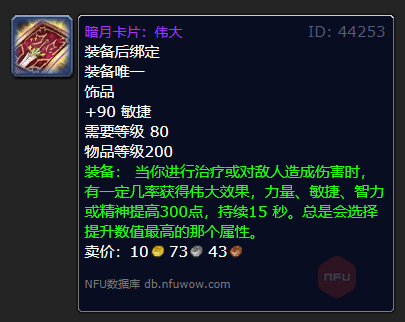 暗月卡片：伟大 ID: 44253
装备后绑定
装备唯一
饰品
+90 敏捷
需要等级 80
物品等级200
装备： 当你进行治疗或对敌人造成伤害时，
有一定几率获得伟大效果，力量、敏捷、智力
或精神提高300点，持续15 秒。总是会选择
提升数值最高的那个属性。
卖价：10 73 43
NFU数据库 db.nfuwow.com
NFU